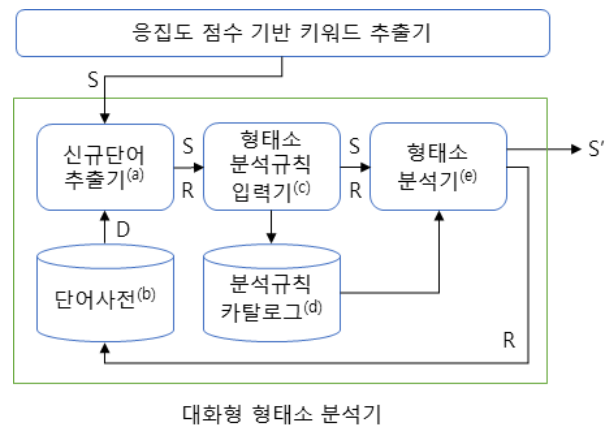 응집도 점수 기반 키워드 추출기
S
신규단어
추출기(a)
S
R
형태소
분석규칙
입력기(c)
S
R
형태소
분석기(e)
S′
D
단어사전(b)
분석규칙
카탈로그(d)
R
대화형 형태소 분석기